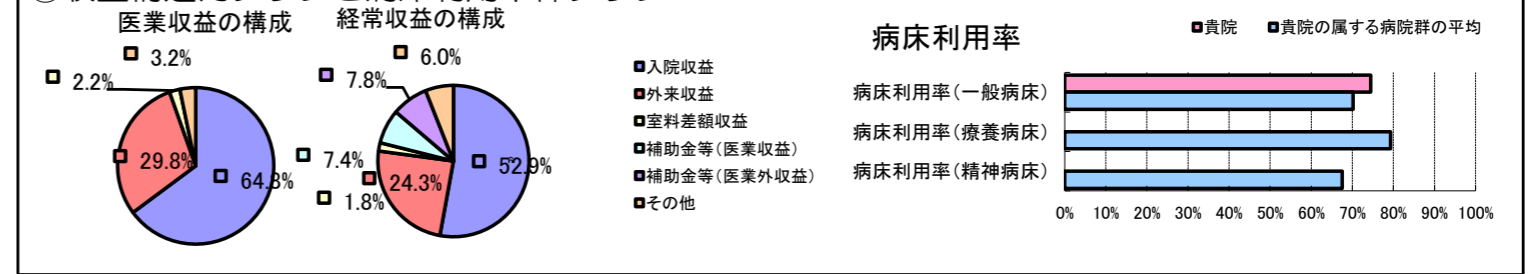 医業収益の構成
3.2%
2.2%
29.8%
64.8%
経常収益の構成
6.0%
7.8%
7.4%
1.8%
24.3%
52.9%
入院収益
外来収益
室料差額収益
補助金等(医業収益)
補助金等(医業外収益)
その他
病床利用率
貴院 貴院の属する病院群の平均
病床利用率(一般病床)
病床利用率(療養病床)
病床利用率(精神病床)
0% 10% 20% 30% 40% 50% 60% 70% 80% 90% 100%